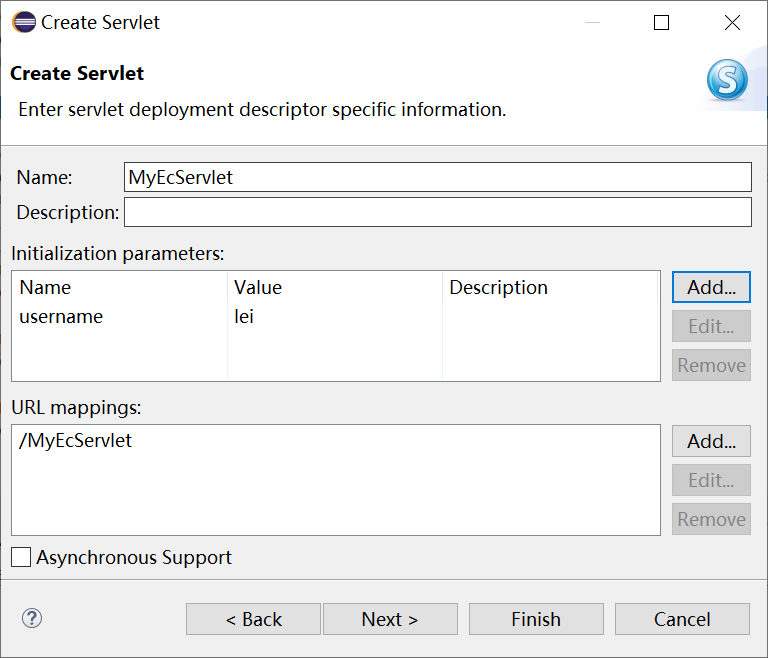 Create Servlet
Create Servlet
Enter servlet deployment descriptor specific information.
Name: MyEcServlet
Description:
Initialization parameters:
Name Value Description Add...
username lei
Edit...
Remove
URL mappings:
/MyEcServlet Add...
Edit...
Remove
Asynchronous Support
< Back Next > Finish Cancel